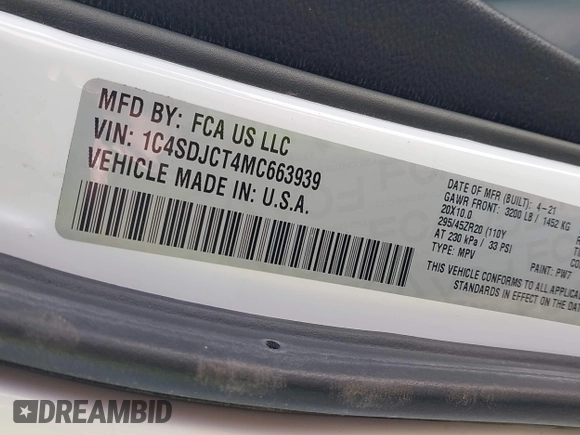 MFD BY: FCA US LLC
VIN: 1C4SDJCT4MC663939
VEHICLE MADE IN: U.S.A.
DATE OF MFR (BUILT): 4-21
GAWR FRONT: 3200 LB / 1452 KG
20X10.0
295/45ZR20 (110Y
AT 230 kPa / 33 PSI
TYPE: MPV
PAINT: PW7
THIS VEHICLE CONFORMS TO ALL APPLICA
STANDARDS IN EFFECT ON THE DAT
DREAMBID